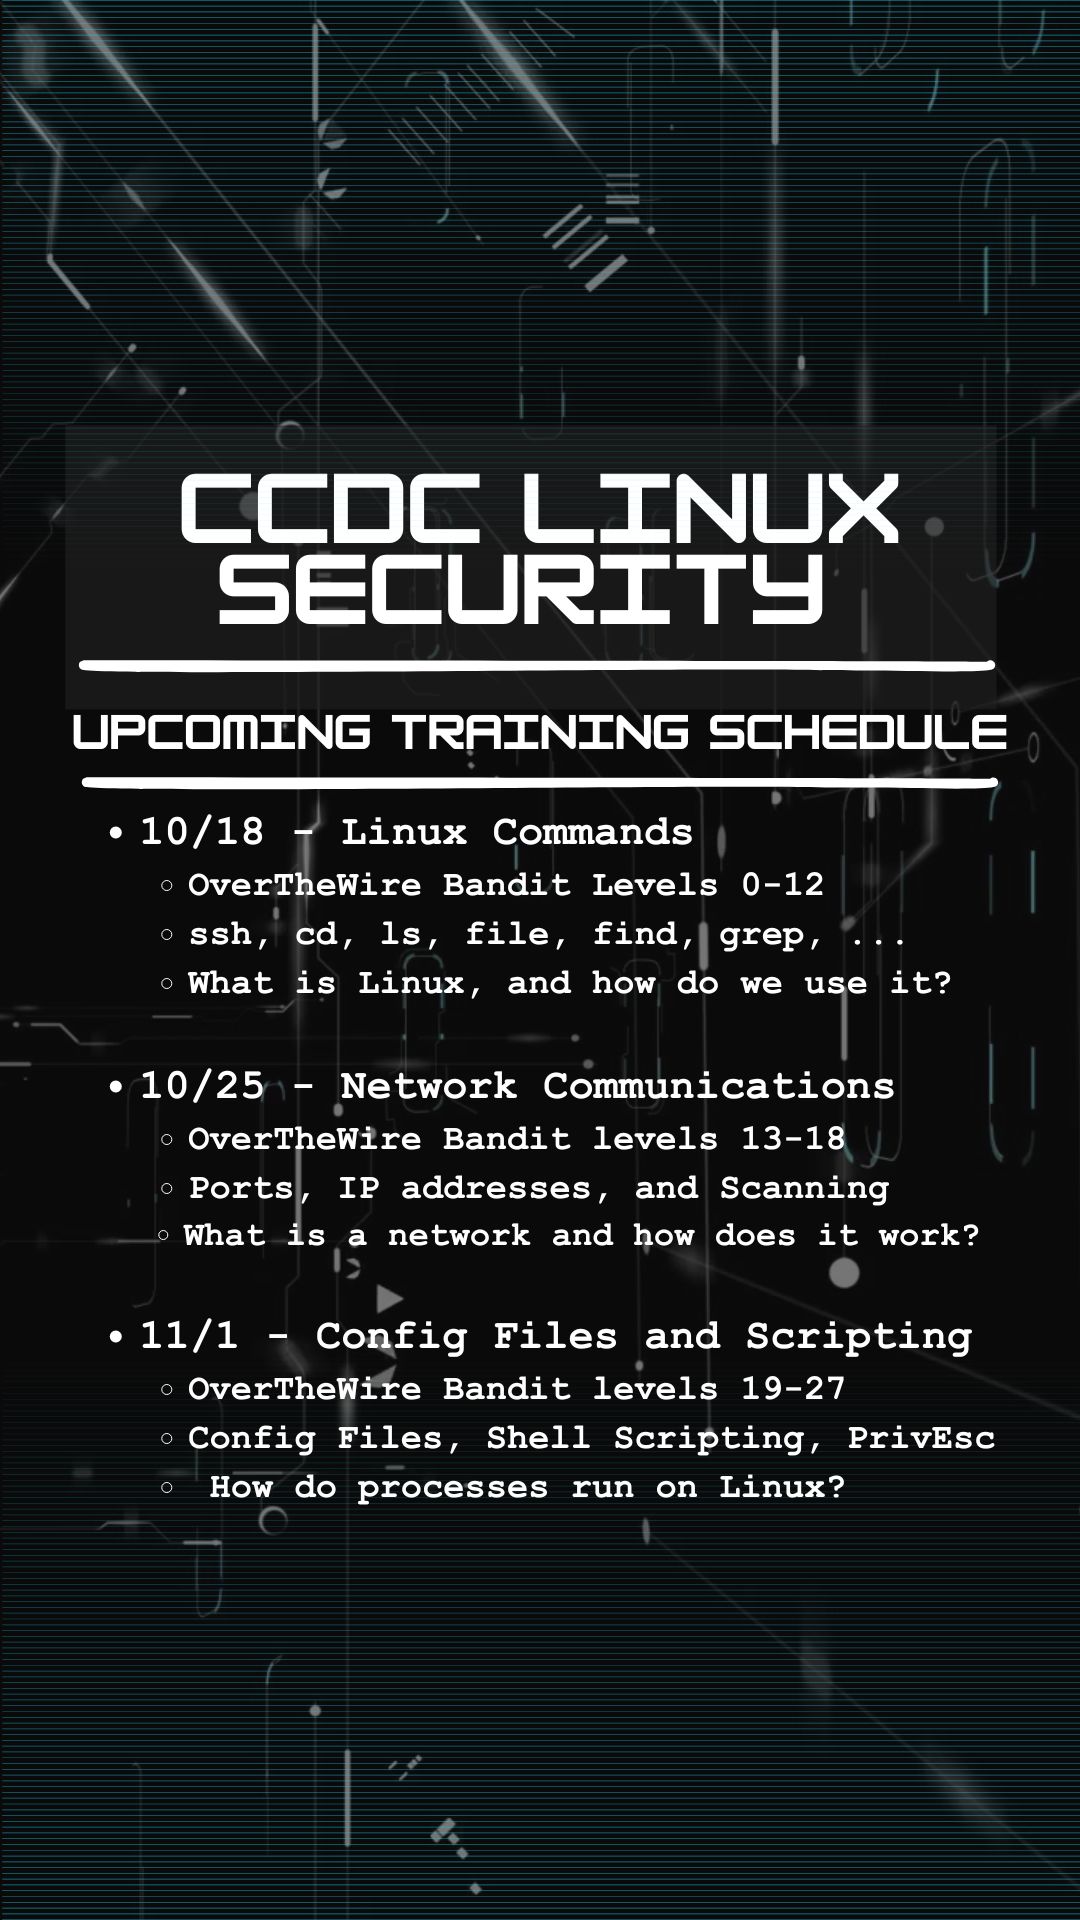 CCDC LINUX
SECURITY
UPCOMING TRAINING SCHEDULE
• 10/18 - Linux Commands
○ OverTheWire Bandit Levels 0-12
○ ssh, cd, ls, file, find, grep, ...
○ What is Linux, and how do we use it?
• 10/25 - Network Communications
○ OverTheWire Bandit levels 13-18
○ Ports, IP addresses, and Scanning
○ What is a network and how does it work?
• 11/1 - Config Files and Scripting
○ OverTheWire Bandit levels 19-27
○ Config Files, Shell Scripting, PrivEsc
○ How do processes run on Linux?